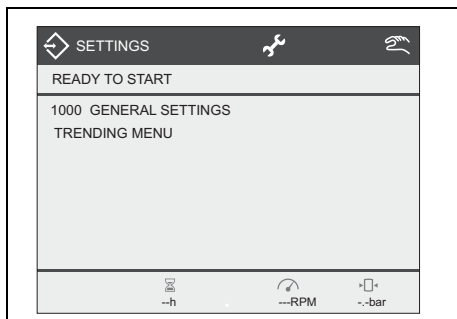 SETTINGS
READY TO START
1000 GENERAL SETTINGS
TRENDING MENU
--h
---RPM
-.-bar